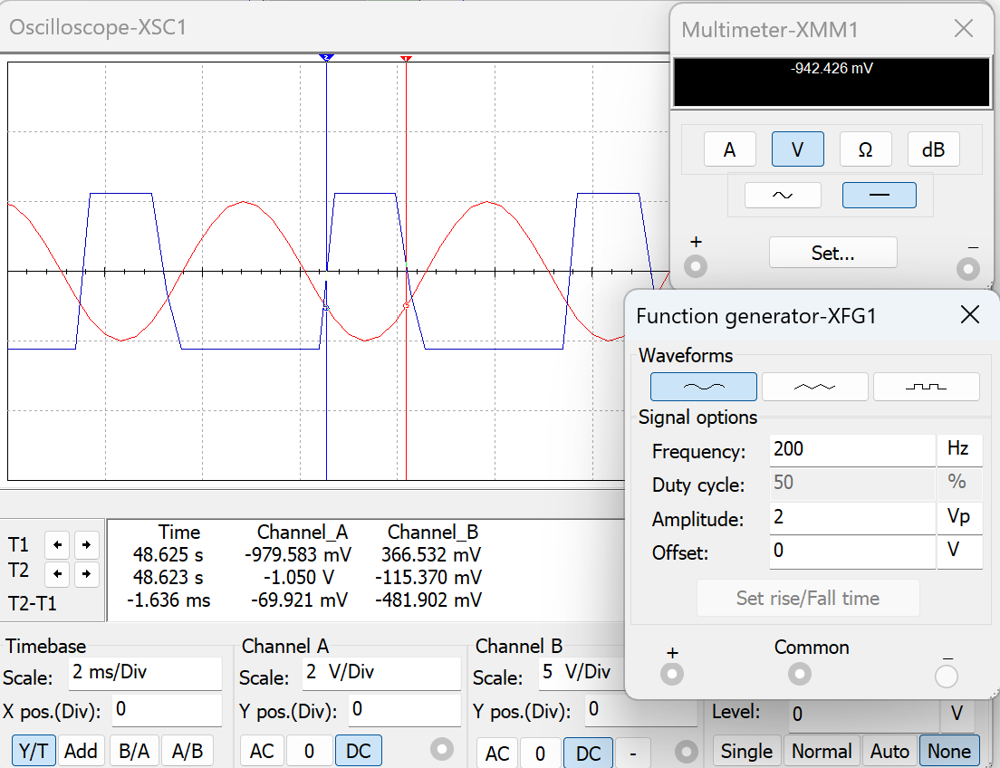 Oscilloscope-XSC1
Multimeter-XMM1
-942.426 mV
A V Ω dB
+ −
Set...
2 1
Function generator-XFG1
Waveforms
Signal options
Frequency: 200 Hz
Duty cycle: 50 %
Amplitude: 2 Vp
Offset: 0 V
Set rise/Fall time
+ Common −
Time Channel_A Channel_B
T1 48.625 s -979.583 mV 366.532 mV
T2 48.623 s -1.050 V -115.370 mV
T2-T1 -1.636 ms -69.921 mV -481.902 mV
Timebase Channel A Channel B
Scale: 2 ms/Div Scale: 2 V/Div Scale: 5 V/Div
X pos.(Div): 0 Y pos.(Div): 0 Y pos.(Div): 0 Level: 0 V
Y/T Add B/A A/B AC 0 DC AC 0 DC - Single Normal Auto None